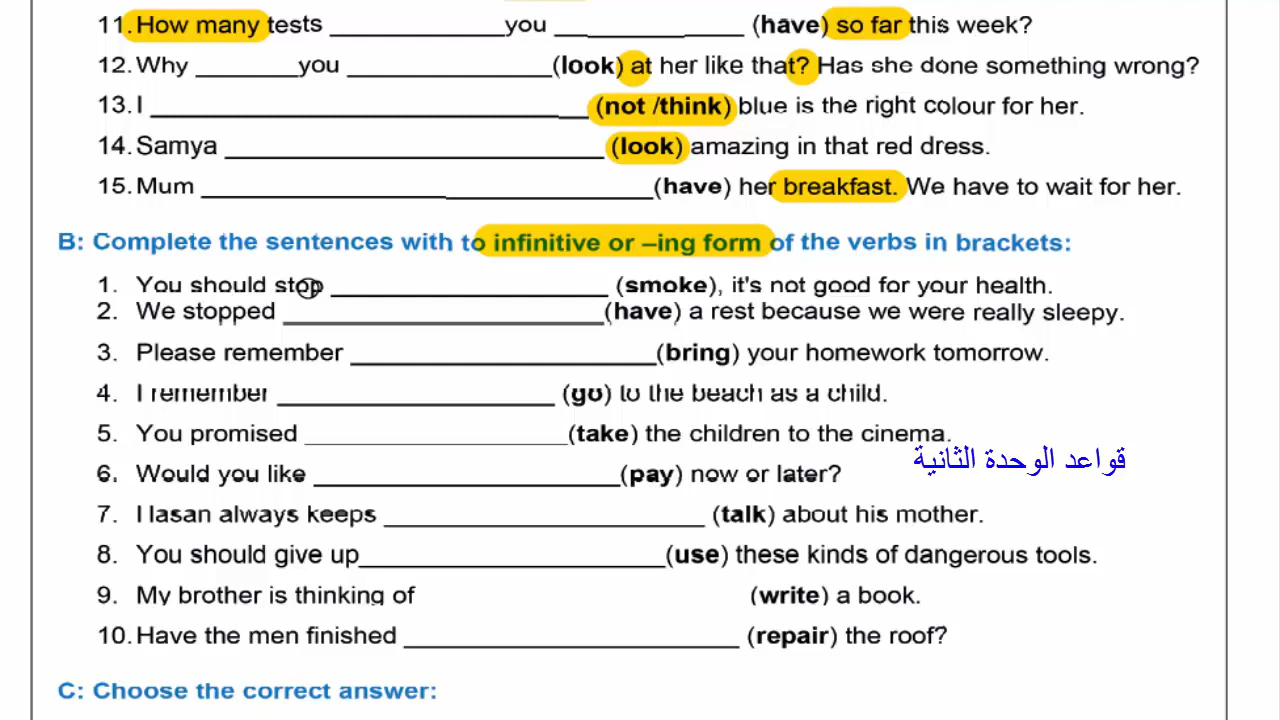 11. How many tests ____________ you _____________ (have) so far this week?
12. Why _______you ______________(look) at her like that? Has she done something wrong?
13. I ______________________________ (not /think) blue is the right colour for her.
14. Samya __________________________ (look) amazing in that red dress.
15. Mum _______________________________(have) her breakfast. We have to wait for her.
B: Complete the sentences with to infinitive or –ing form of the verbs in brackets:
1. You should stop ___________________ (smoke), it's not good for your health.
2. We stopped ______________________(have) a rest because we were really sleepy.
3. Please remember _____________________(bring) your homework tomorrow.
4. I remember ___________________ (go) to the beach as a child.
5. You promised __________________(take) the children to the cinema.
قواعد الوحدة الثانية
6. Would you like _____________________(pay) now or later?
7. Hasan always keeps ______________________ (talk) about his mother.
8. You should give up_____________________(use) these kinds of dangerous tools.
9. My brother is thinking of (write) a book.
10. Have the men finished _______________________ (repair) the roof?
C: Choose the correct answer: